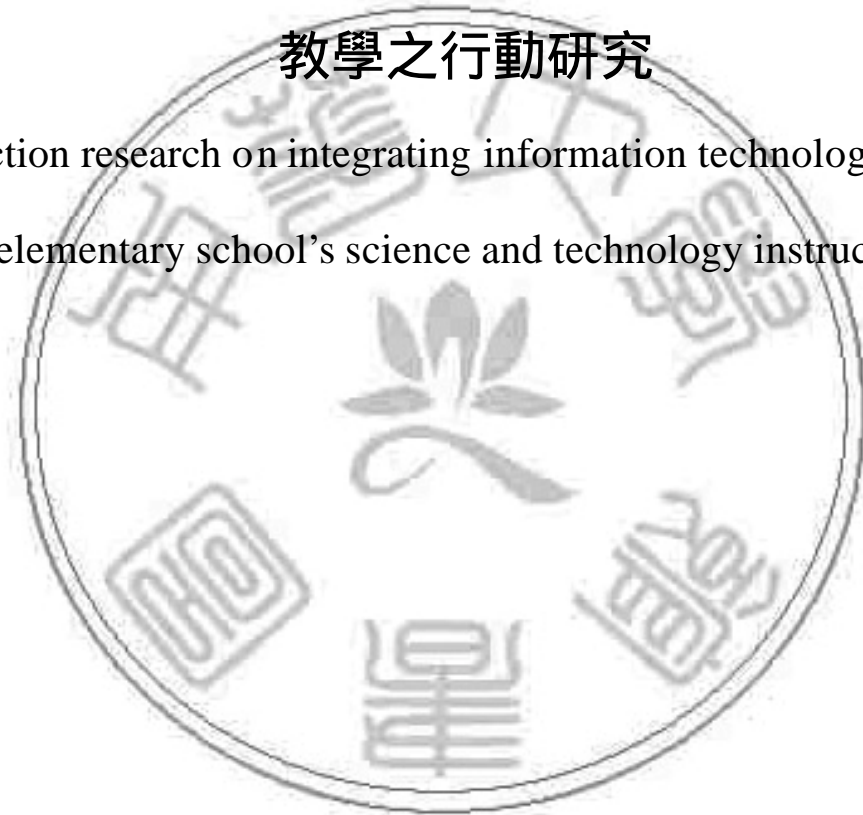 教學之行動研究
ction research on integrating information technolog
elementary school’s science and technology instruc